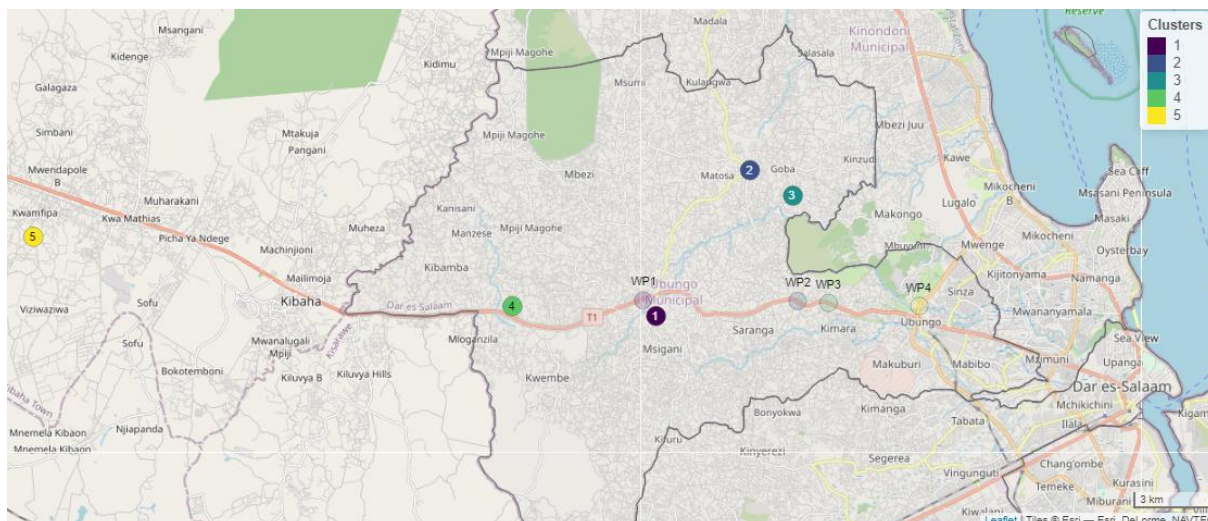 Msangani
Kidenge
Galagaza
Simbani
Mwendapole
B
Kwamfipa
5
Kwa Mathias
Muharakani
Picha Ya Ndege
Viziwaziwa
Sofu
Sofu
Bokotemboni
Njiapanda
Mnemela Kibaon
Mnemela Kibaon
Kibaha Town
Kidimu
Mtakuja
Pangani
Machinjioni
Mailimoja
Muheza
Kibaha
Mwanalugali
Mpiji
Kiluvya B
Kiluvya Hills
Kisarawe
Dar es Salaam
Mpiji Magohe
Mpiji Magohe
Kanisani
Manzese
Mpiji Magohe
Kibamba
4
Mloganzila
T1
Kwembe
Mbezi
Msumi
Madala
Kulangwa
Salasala
Matosa
2
Goba
3
Kinzudi
WP1
1
Ubungo
Municipal
Msigani
WP2
WP3
WP4
Saranga
Kimara
Ubungo
Makuburi
Mabibo
Sinza
Kifuru
Kinyerezi
Bonyokwa
Kimanga
Segerea
Tabata
Vingunguti
Kiwalani
Kinondoni
Municipal
Mbezi Juu
Kawe
Lugalo
Mikocheni
B
Makongo
Mbuyuni
Mwenge
Mikocheni
Kijitonyama
Mwananyamala
Namanga
Oysterbay
Masaki
Msasani Peninsula
Sea Cliff
Sea View
Upanga
Mzimuni
Dar es-Salaam
Mchikichini
Ilala
Kigam
Chang'ombe
Temeke
Kurasini
Miburani
Reserve
Clusters
1
2
3
4
5
3 km
Leaflet | Tiles © Esri — Esri, DeLorme, NAVTEQ